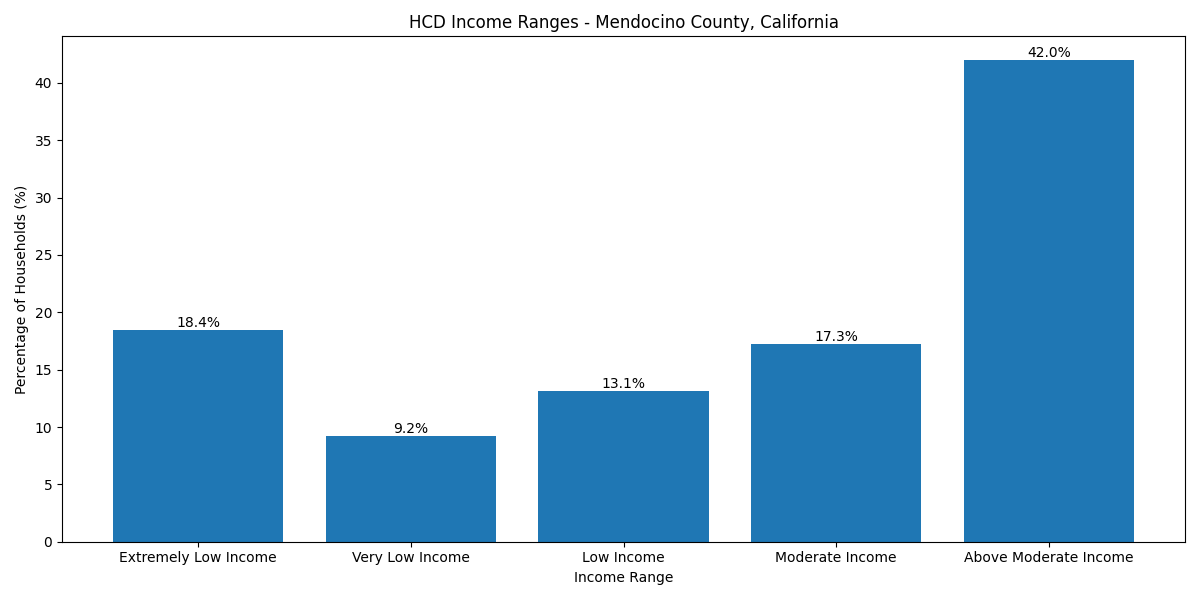 HCD Income Ranges - Mendocino County, California
Percentage of Households (%)
40
35
30
25
20
15
10
5
0
18.4%
9.2%
13.1%
17.3%
42.0%
Extremely Low Income
Very Low Income
Low Income
Moderate Income
Above Moderate Income
Income Range